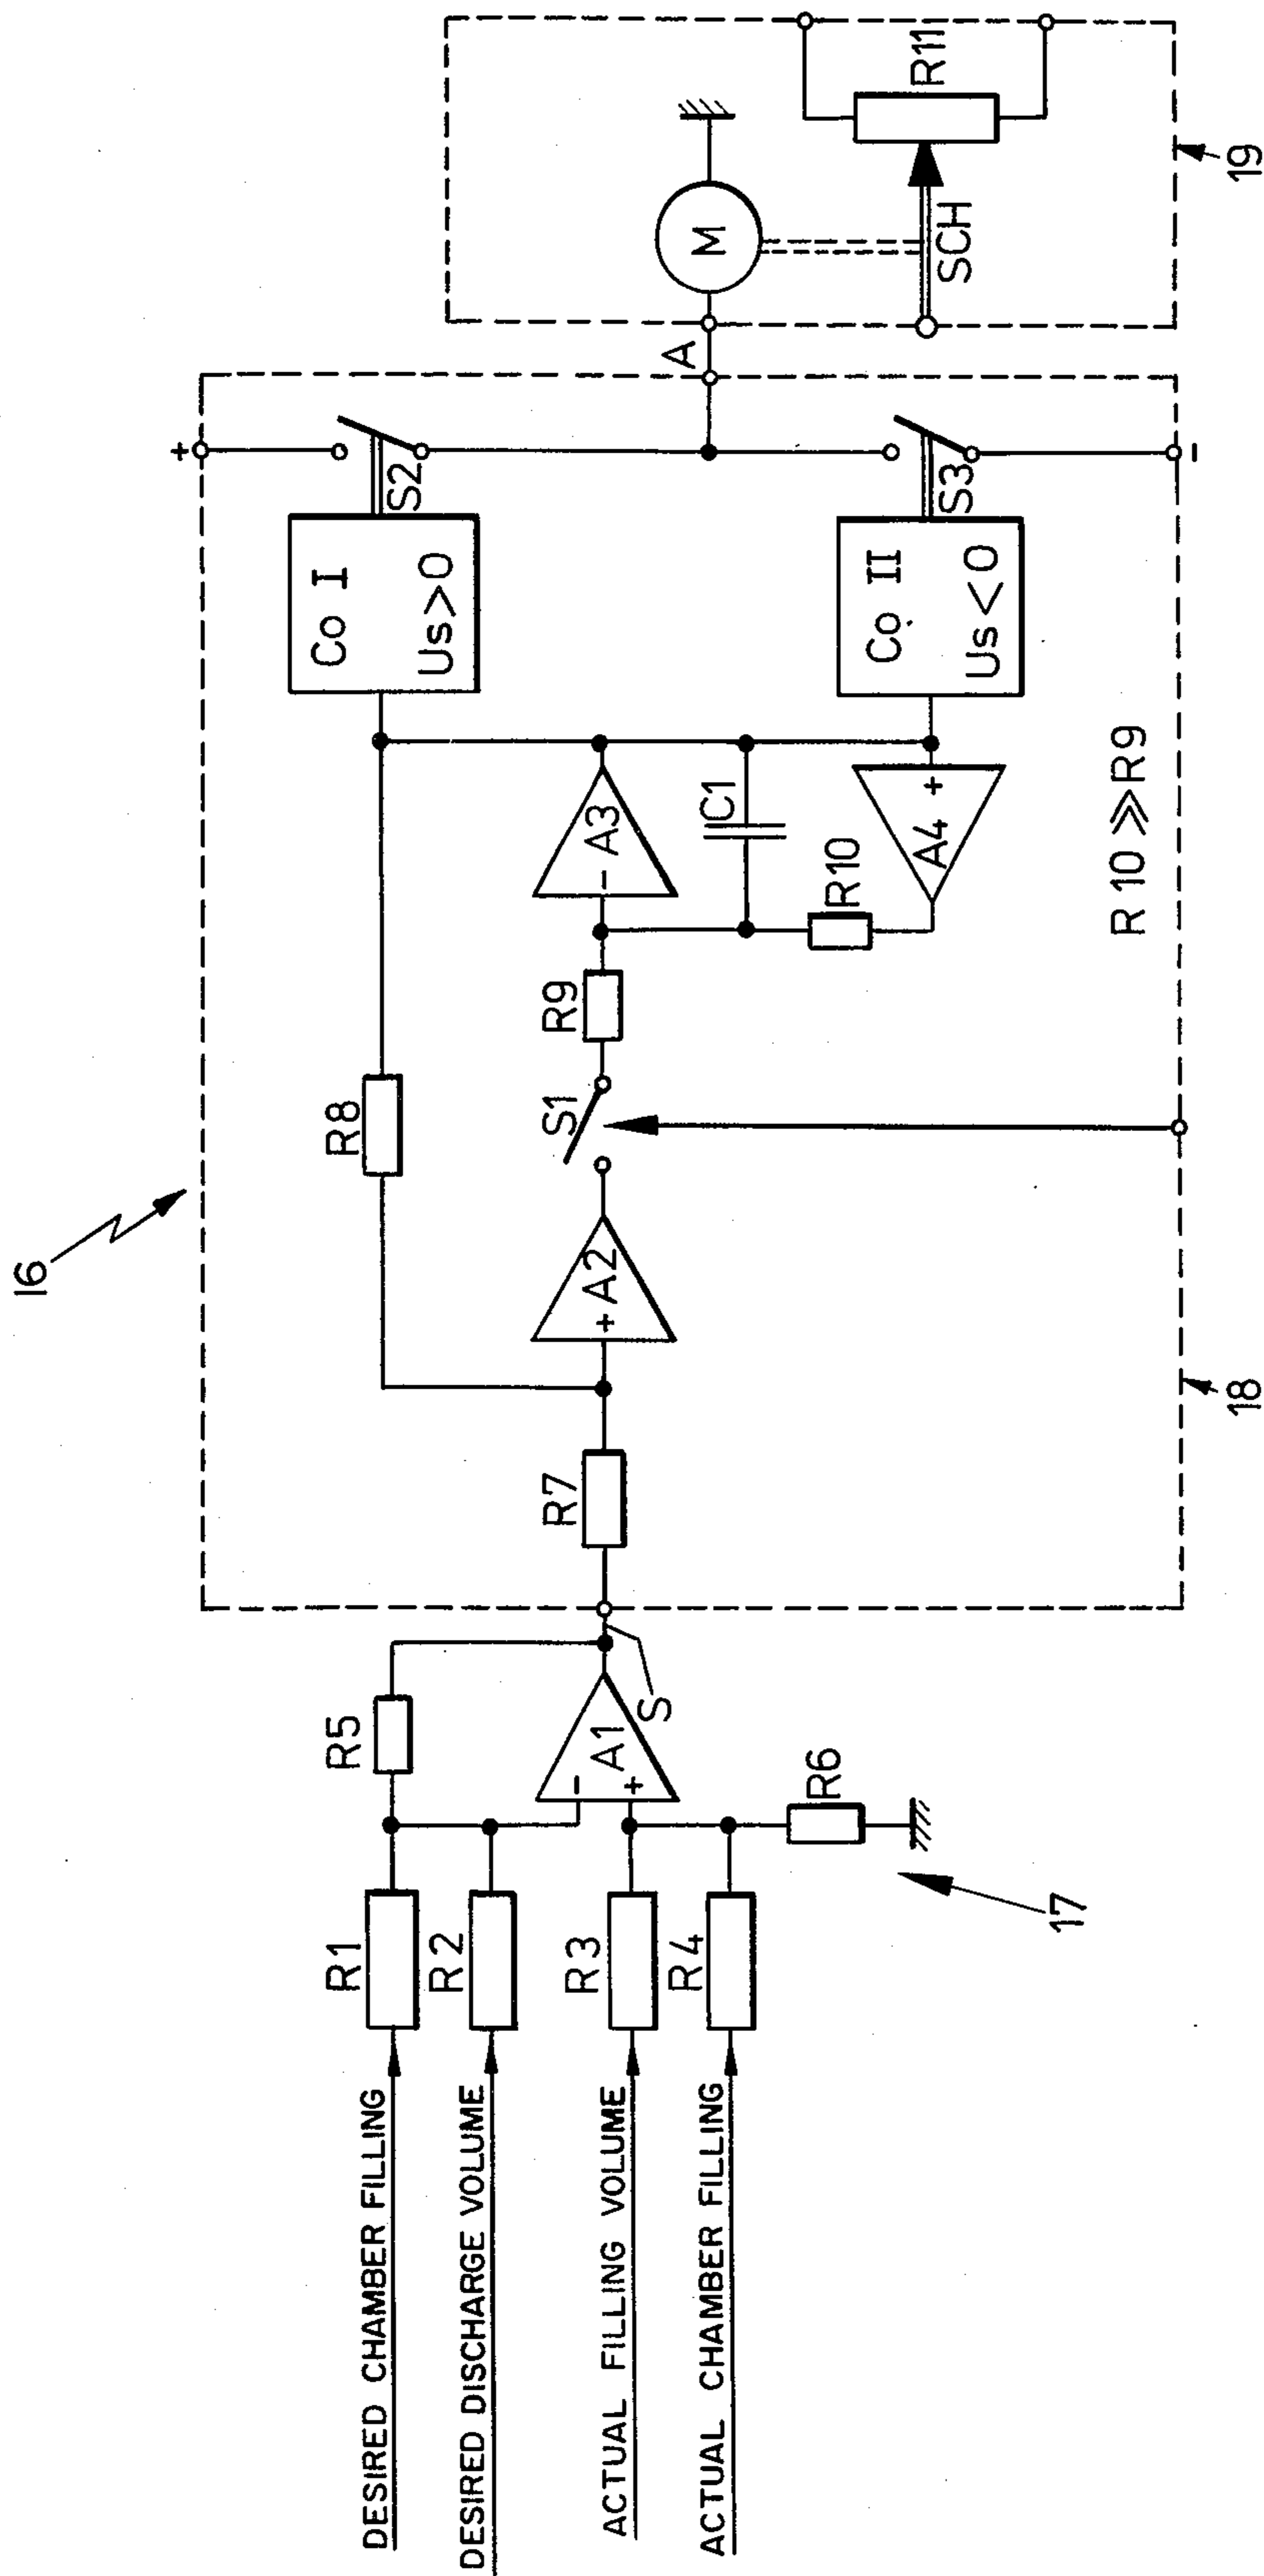 16
+
Co I
Us>0
S2
R8
R5
R1
DESIRED CHAMBER FILLING
R2
DESIRED DISCHARGE VOLUME
-
A1
+
S
R7
+
A2
S1
R9
-
A3
C1
R10
A4
+
Co II
Us<0
S3
-
A
M
SCH
R11
R3
ACTUAL FILLING VOLUME
R4
ACTUAL CHAMBER FILLING
R6
17
R10≫R9
18
19